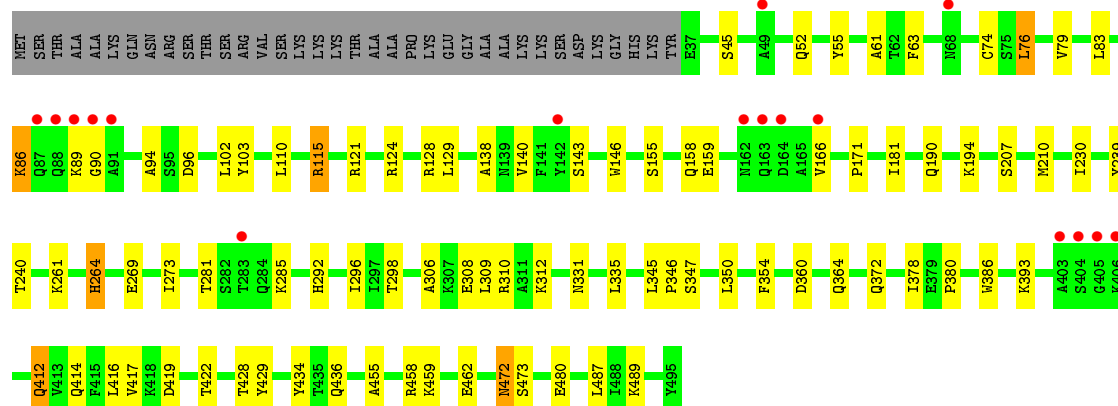 MET SER THR ALA ALA LYS GLN ASN ARG SER THR SER ARG VAL SER LYS LYS LYS THR ALA ALA PRO LYS GLU GLY ALA ALA LYS LYS SER ASP LYS GLY HIS LYS TYR E37 S45 A49 Q52 Y55 A61 T62 F63 N68 C74 S75 L76 V79 L83
K86 Q87 Q88 K89 G90 A91 A94 S95 D96 L102 Y103 L110 R115 R121 R124 R128 L129 A138 N139 V140 F141 Y142 S143 W146 S155 Q158 E159 N162 Q163 D164 A165 V166 P171 I181 Q190 K194 S207 M210 I230
T240 K261 H264 E269 I273 T281 S282 T283 Q284 K285 H292 I296 I297 T298 A306 K307 E308 L309 R310 A311 K312 N331 L335 L345 P346 S347 L350 F354 D360 Q364 Q372 I378 E379 P380 W386 K393 A403 S404 G405
Q412 V413 Q414 F415 L416 V417 K418 D419 T422 T428 Y429 Y434 T435 Q436 A455 R458 K459 E462 N472 S473 E480 L487 I488 K489 Y495